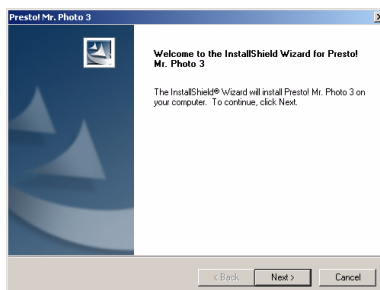 Presto! Mr. Photo 3
Welcome to the InstallShield Wizard for Presto!
Mr. Photo 3
The InstallShield® Wizard will install Presto! Mr. Photo 3 on
your computer. To continue, click Next.
< Back
Next >
Cancel